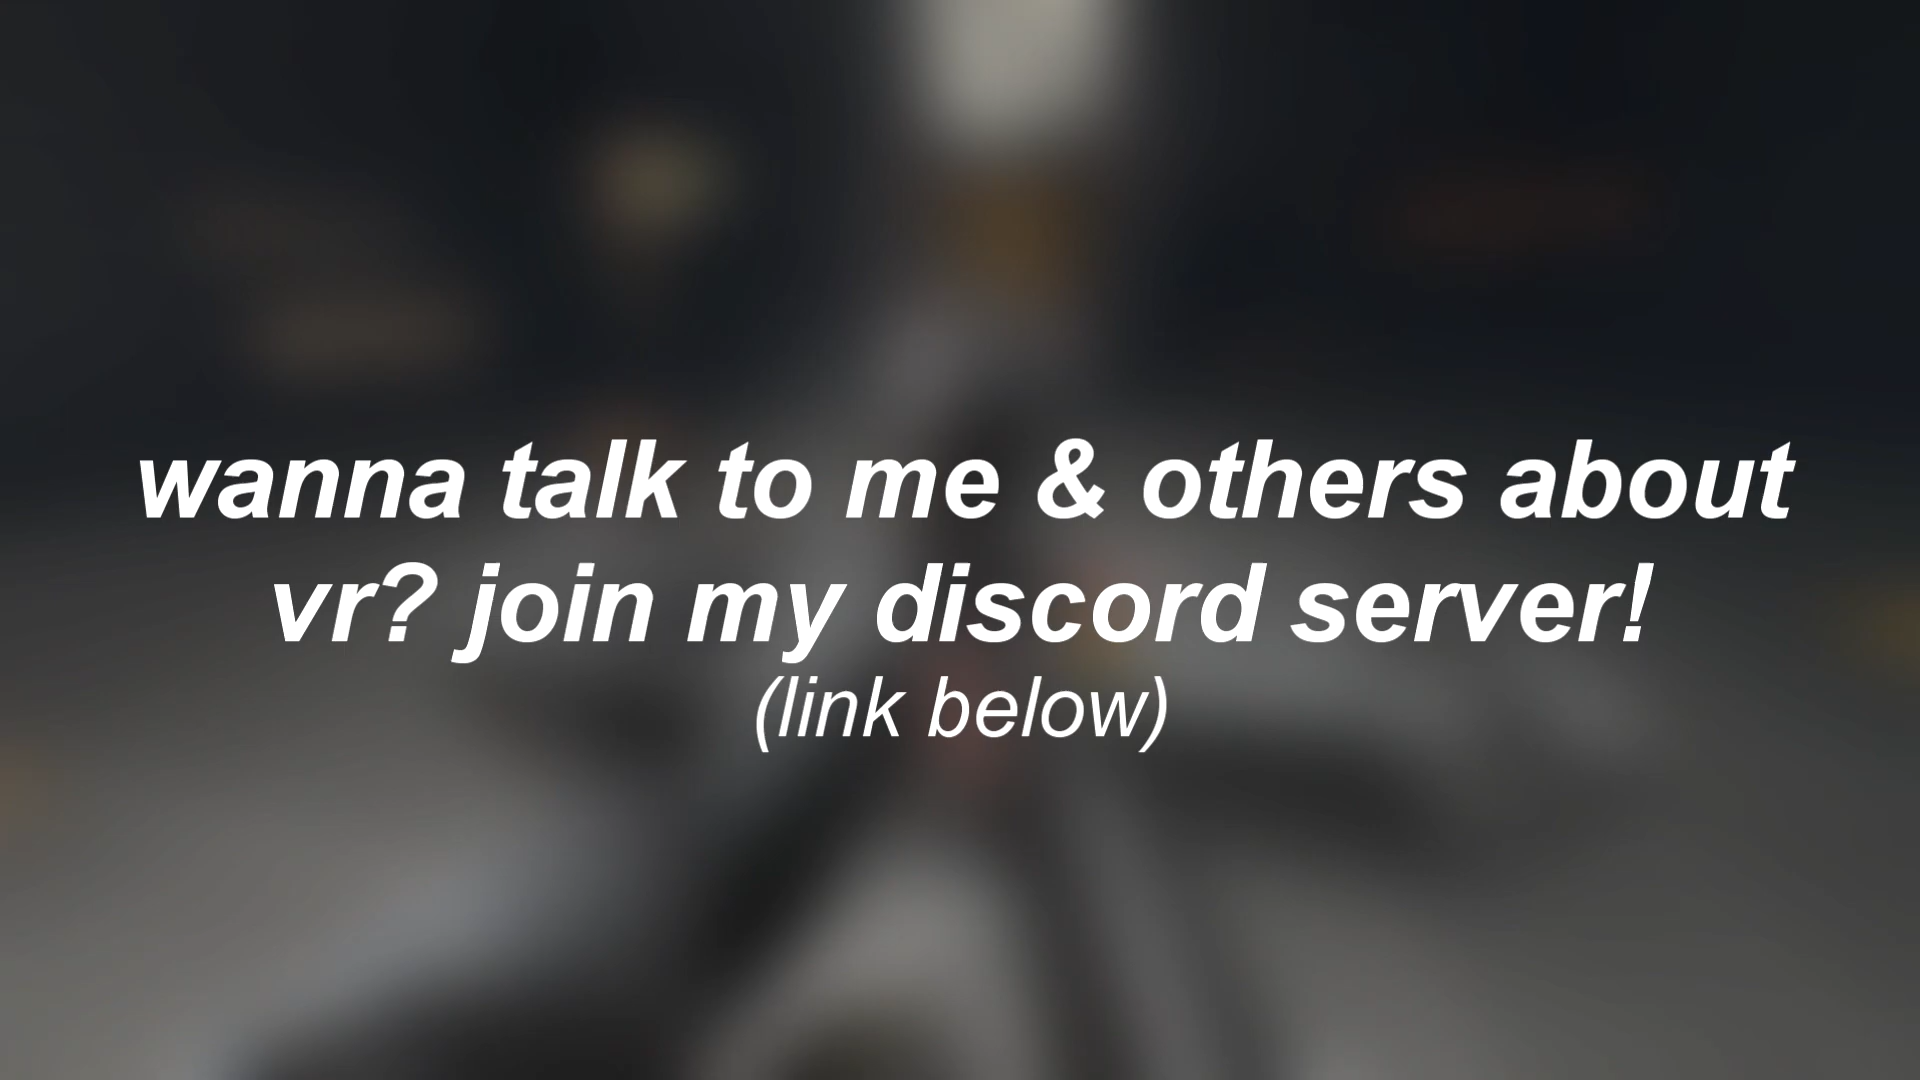 wanna talk to me & others about
vr? join my discord server!
(link below)